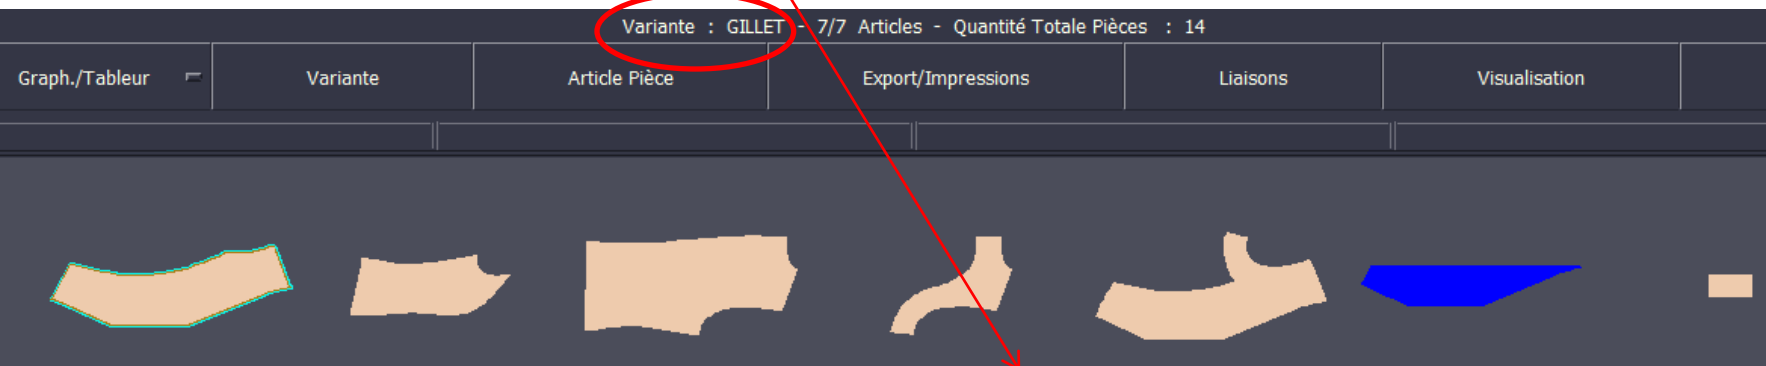 Variante : GILLET - 7/7 Articles - Quantité Totale Pièces : 14
Graph./Tableur Variante Article Pièce Export/Impressions Liaisons Visualisation